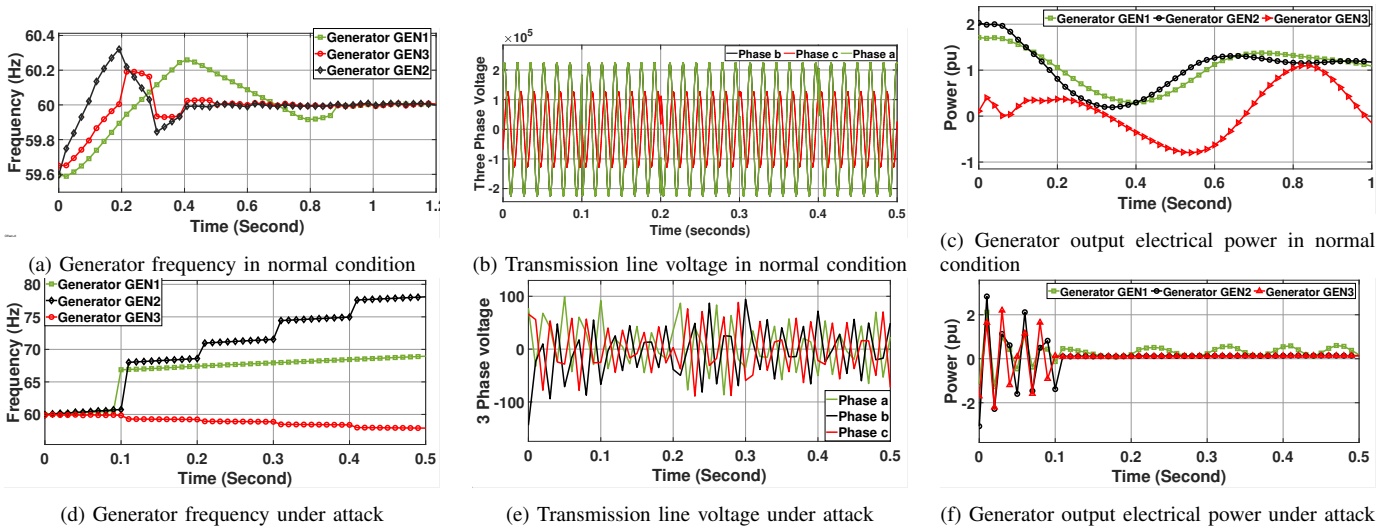 60.4
60.2
60
59.8
59.6
Frequency (Hz)
Generator GEN1
Generator GEN3
Generator GEN2
0
0.2
0.4
0.6
0.8
1
1.2
Time (Second)
(a) Generator frequency in normal condition
×10⁵
2
1
0
-1
-2
Three Phase Voltage
Phase b
Phase c
Phase a
0
0.1
0.2
0.3
0.4
0.5
Time (seconds)
(b) Transmission line voltage in normal condition
2
1
0
-1
Power (pu)
Generator GEN1
Generator GEN2
Generator GEN3
0
0.2
0.4
0.6
0.8
1
Time (Second)
(c) Generator output electrical power in normal
condition
80
75
70
65
60
Frequency (Hz)
Generator GEN1
Generator GEN2
Generator GEN3
0
0.1
0.2
0.3
0.4
0.5
Time (Second)
(d) Generator frequency under attack
100
0
-100
3 Phase voltage
Phase a
Phase b
Phase c
0
0.1
0.2
0.3
0.4
0.5
Time (Second)
(e) Transmission line voltage under attack
2
0
-2
Power (pu)
Generator GEN1
Generator GEN2
Generator GEN3
0
0.1
0.2
0.3
0.4
0.5
Time (Second)
(f) Generator output electrical power under attack